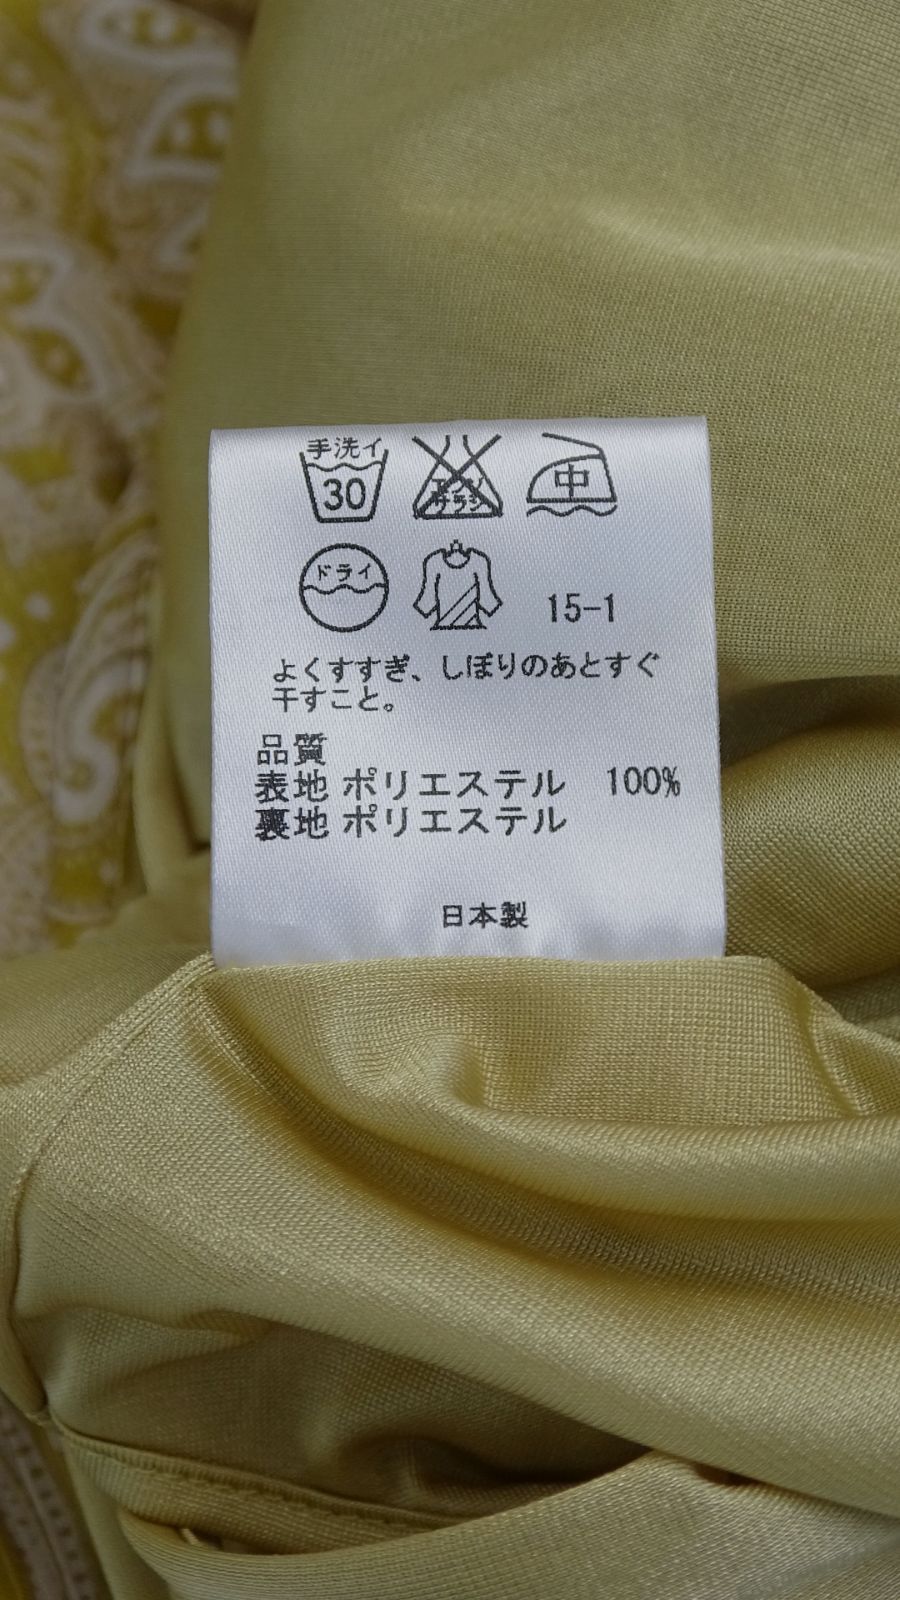 手洗イ
30
エンソ
サラシ
中
ドライ
15-1
よくすすぎ、しぼりのあとすぐ
干すこと。
品質
表地 ポリエステル 100%
裏地 ポリエステル
日本製